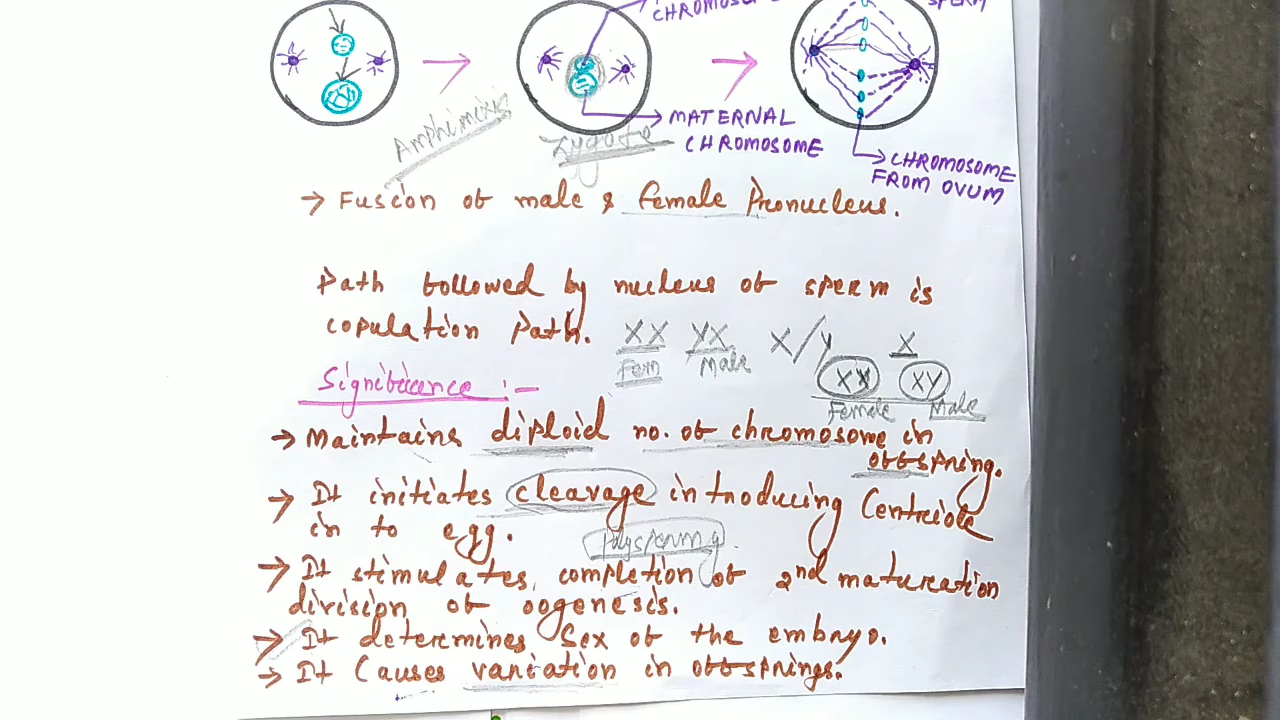 CHROMOSO
SPERM
MATERNAL
CHROMOSOME
CHROMOSOME
FROM OVUM
Amphimixis
Zygote
→ Fusion of male & female Pronucleus.
Path followed by nucleus of sperm is
copulation Path.
XX YX X/Y X
Fem Male
XX XY
Female Male
Significance :-
→ Maintains diploid no. of chromosome in
offspring.
→ It initiates cleavage introducing Centriole
in to egg.
Polyspermy
→ It stimulates completion of 2nd maturation
division of oogenesis.
→ It determines Sex of the embryo.
→ It Causes variation in offsprings.